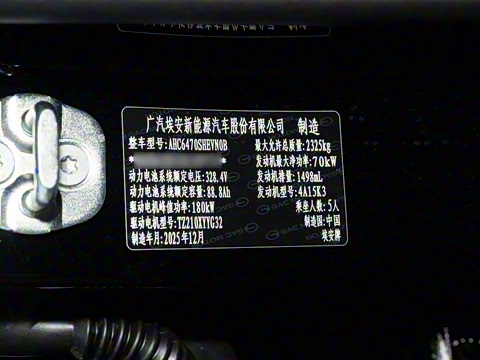 广汽埃安新能源汽车股份有限公司 制造
整车型号:AHC6470SHEVN0B 最大允许总质量:2325kg
* * 发动机最大净功率:70kW
动力电池系统额定电压:328.4V 发动机排量:1498mL
动力电池系统额定容量:88.8Ah 发动机型号:4A15K3
驱动电机峰值功率:180kW 乘座人数:5人
驱动电机型号:TZ210XYYG32 制造国:中国
制造年月:2025年12月 埃安牌